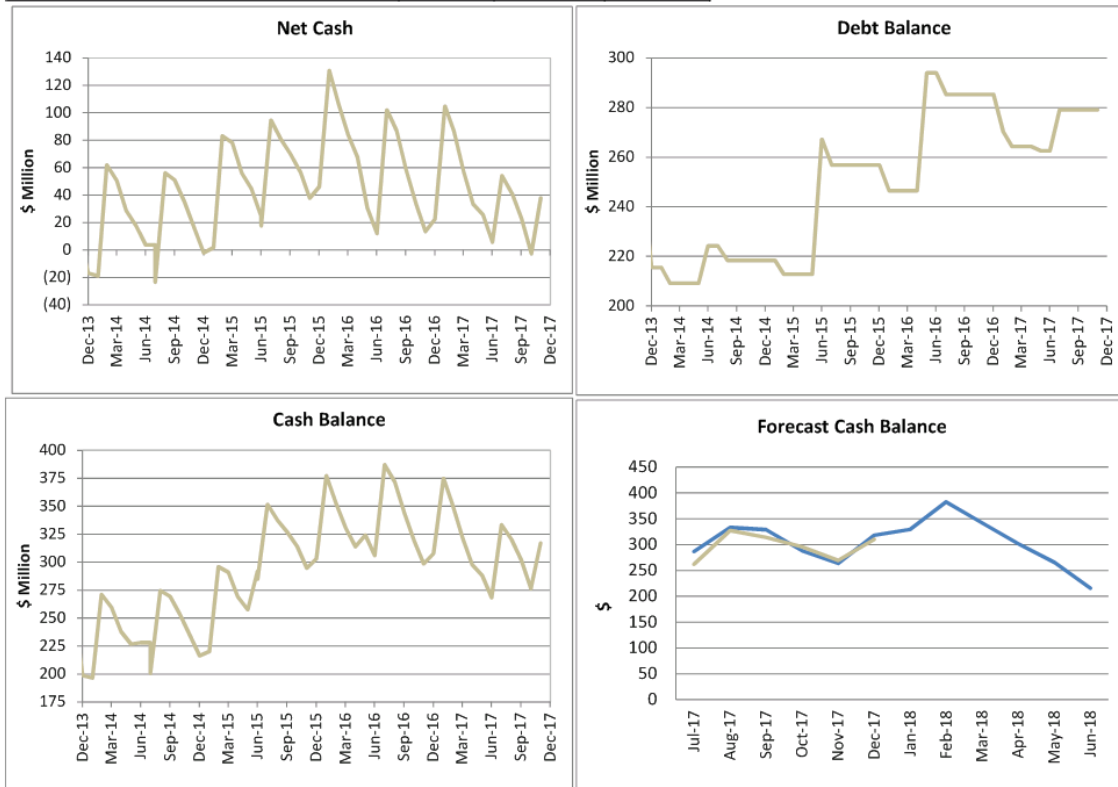 Net Cash
$ Million
140
120
100
80
60
40
20
0
(20)
(40)
Dec-13
Mar-14
Jun-14
Sep-14
Dec-14
Mar-15
Jun-15
Sep-15
Dec-15
Mar-16
Jun-16
Sep-16
Dec-16
Mar-17
Jun-17
Sep-17
Dec-17
Debt Balance
$ Million
300
280
260
240
220
200
Dec-13
Mar-14
Jun-14
Sep-14
Dec-14
Mar-15
Jun-15
Sep-15
Dec-15
Mar-16
Jun-16
Sep-16
Dec-16
Mar-17
Jun-17
Sep-17
Dec-17
Cash Balance
$ Million
400
375
350
325
300
275
250
225
200
175
Dec-13
Mar-14
Jun-14
Sep-14
Dec-14
Mar-15
Jun-15
Sep-15
Dec-15
Mar-16
Jun-16
Sep-16
Dec-16
Mar-17
Jun-17
Sep-17
Dec-17
Forecast Cash Balance
$
450
400
350
300
250
200
150
100
50
0
Jul-17
Aug-17
Sep-17
Oct-17
Nov-17
Dec-17
Jan-18
Feb-18
Mar-18
Apr-18
May-18
Jun-18